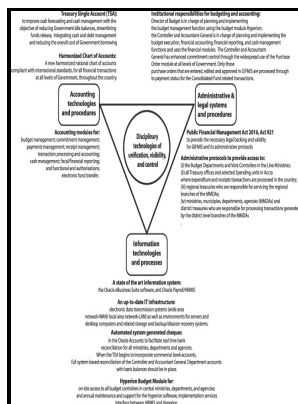 Treasury Single Account (TSA):
to improve cash forecasting and cash management with the
objective of reducing Government idle balances, streamlining
funds release, integrating cash and debt management
and reducing the overall cost of Government borrowing
Harmonized Chart of Accounts:
A new harmonized national chart of accounts
compliant with international standards, for all financial transactions
at all levels of Government, throughout the country.
Accounting
technologies
and procedures
Accounting modules for:
budget management; commitment management;
payments management; receipt management;
transaction processing and accounting;
cash management; fiscal/financial reporting;
and functional and authorisations;
electronic fund transfer.
Institutional responsibilities for budgeting and accounting:
Director of Budget is in charge of planning and implementing
the budget management function using the budget module Hyperion;
the Controller and Accountant-General is in charge of planning and implementing the
budget execution, financial accounting, financial reporting, and cash management
functions and uses the financial modules. The Controller and Accountant
General has enhanced commitment control through the widespread use of the Purchase
Order Module at all levels of Government. Only those
purchase orders that are entered, edited and approved in GIFMIS are processed through
to payment status for the Consolidated Fund related transactions.
Administrative &
legal systems
and procedures
Public Financial Management Act 2016, Act 921
to provide the necessary legal backing and validity
for GIFMIS and its administrative protocols
Administrative protocols to provide access to:
(i) the Budget Departments and Vote Controllers in the Line Ministries;
(ii) all Treasury offices and selected Spending units in Accra
where expenditure and receipts transactions are processed in the country;
(iii) regional treasuries who are responsible for servicing the regional
branches of the MMDAs;
(iv) ministries, municipales, departments, agencies (MMDAs) and
district treasuries who are responsible for processing transactions generated
by the district level branches of the MMDAs
Disciplinary
technologies
of unification, visibility,
and control
Information
technologies
and processes
A state of the art information system:
the Oracle eBusiness Suite software, and Oracle Payroll/HRMIS
An up-to-date IT infrastructure:
electronic data transmission systems (wide area
network-WAN/ local area network-LAN) as well as environments for servers and
desktop computers and related storage and backup/disaster recovery systems.
Automated system generated cheques
in the Oracle Accounts to facilitate real time bank
reconciliation for all ministries, departments and agencies.
When the TSA begins to incorporate commercial bank accounts,
full system-based reconciliation of the Controller and Accountant General Department accounts
with bank balances should be in place.
Hyperion Budget Module for:
on-site access to all budget controllers in central ministries, departments, and agencies;
and annual maintenance and support for the Hyperion software, implementation services
interface between HRMIS and Hyperion